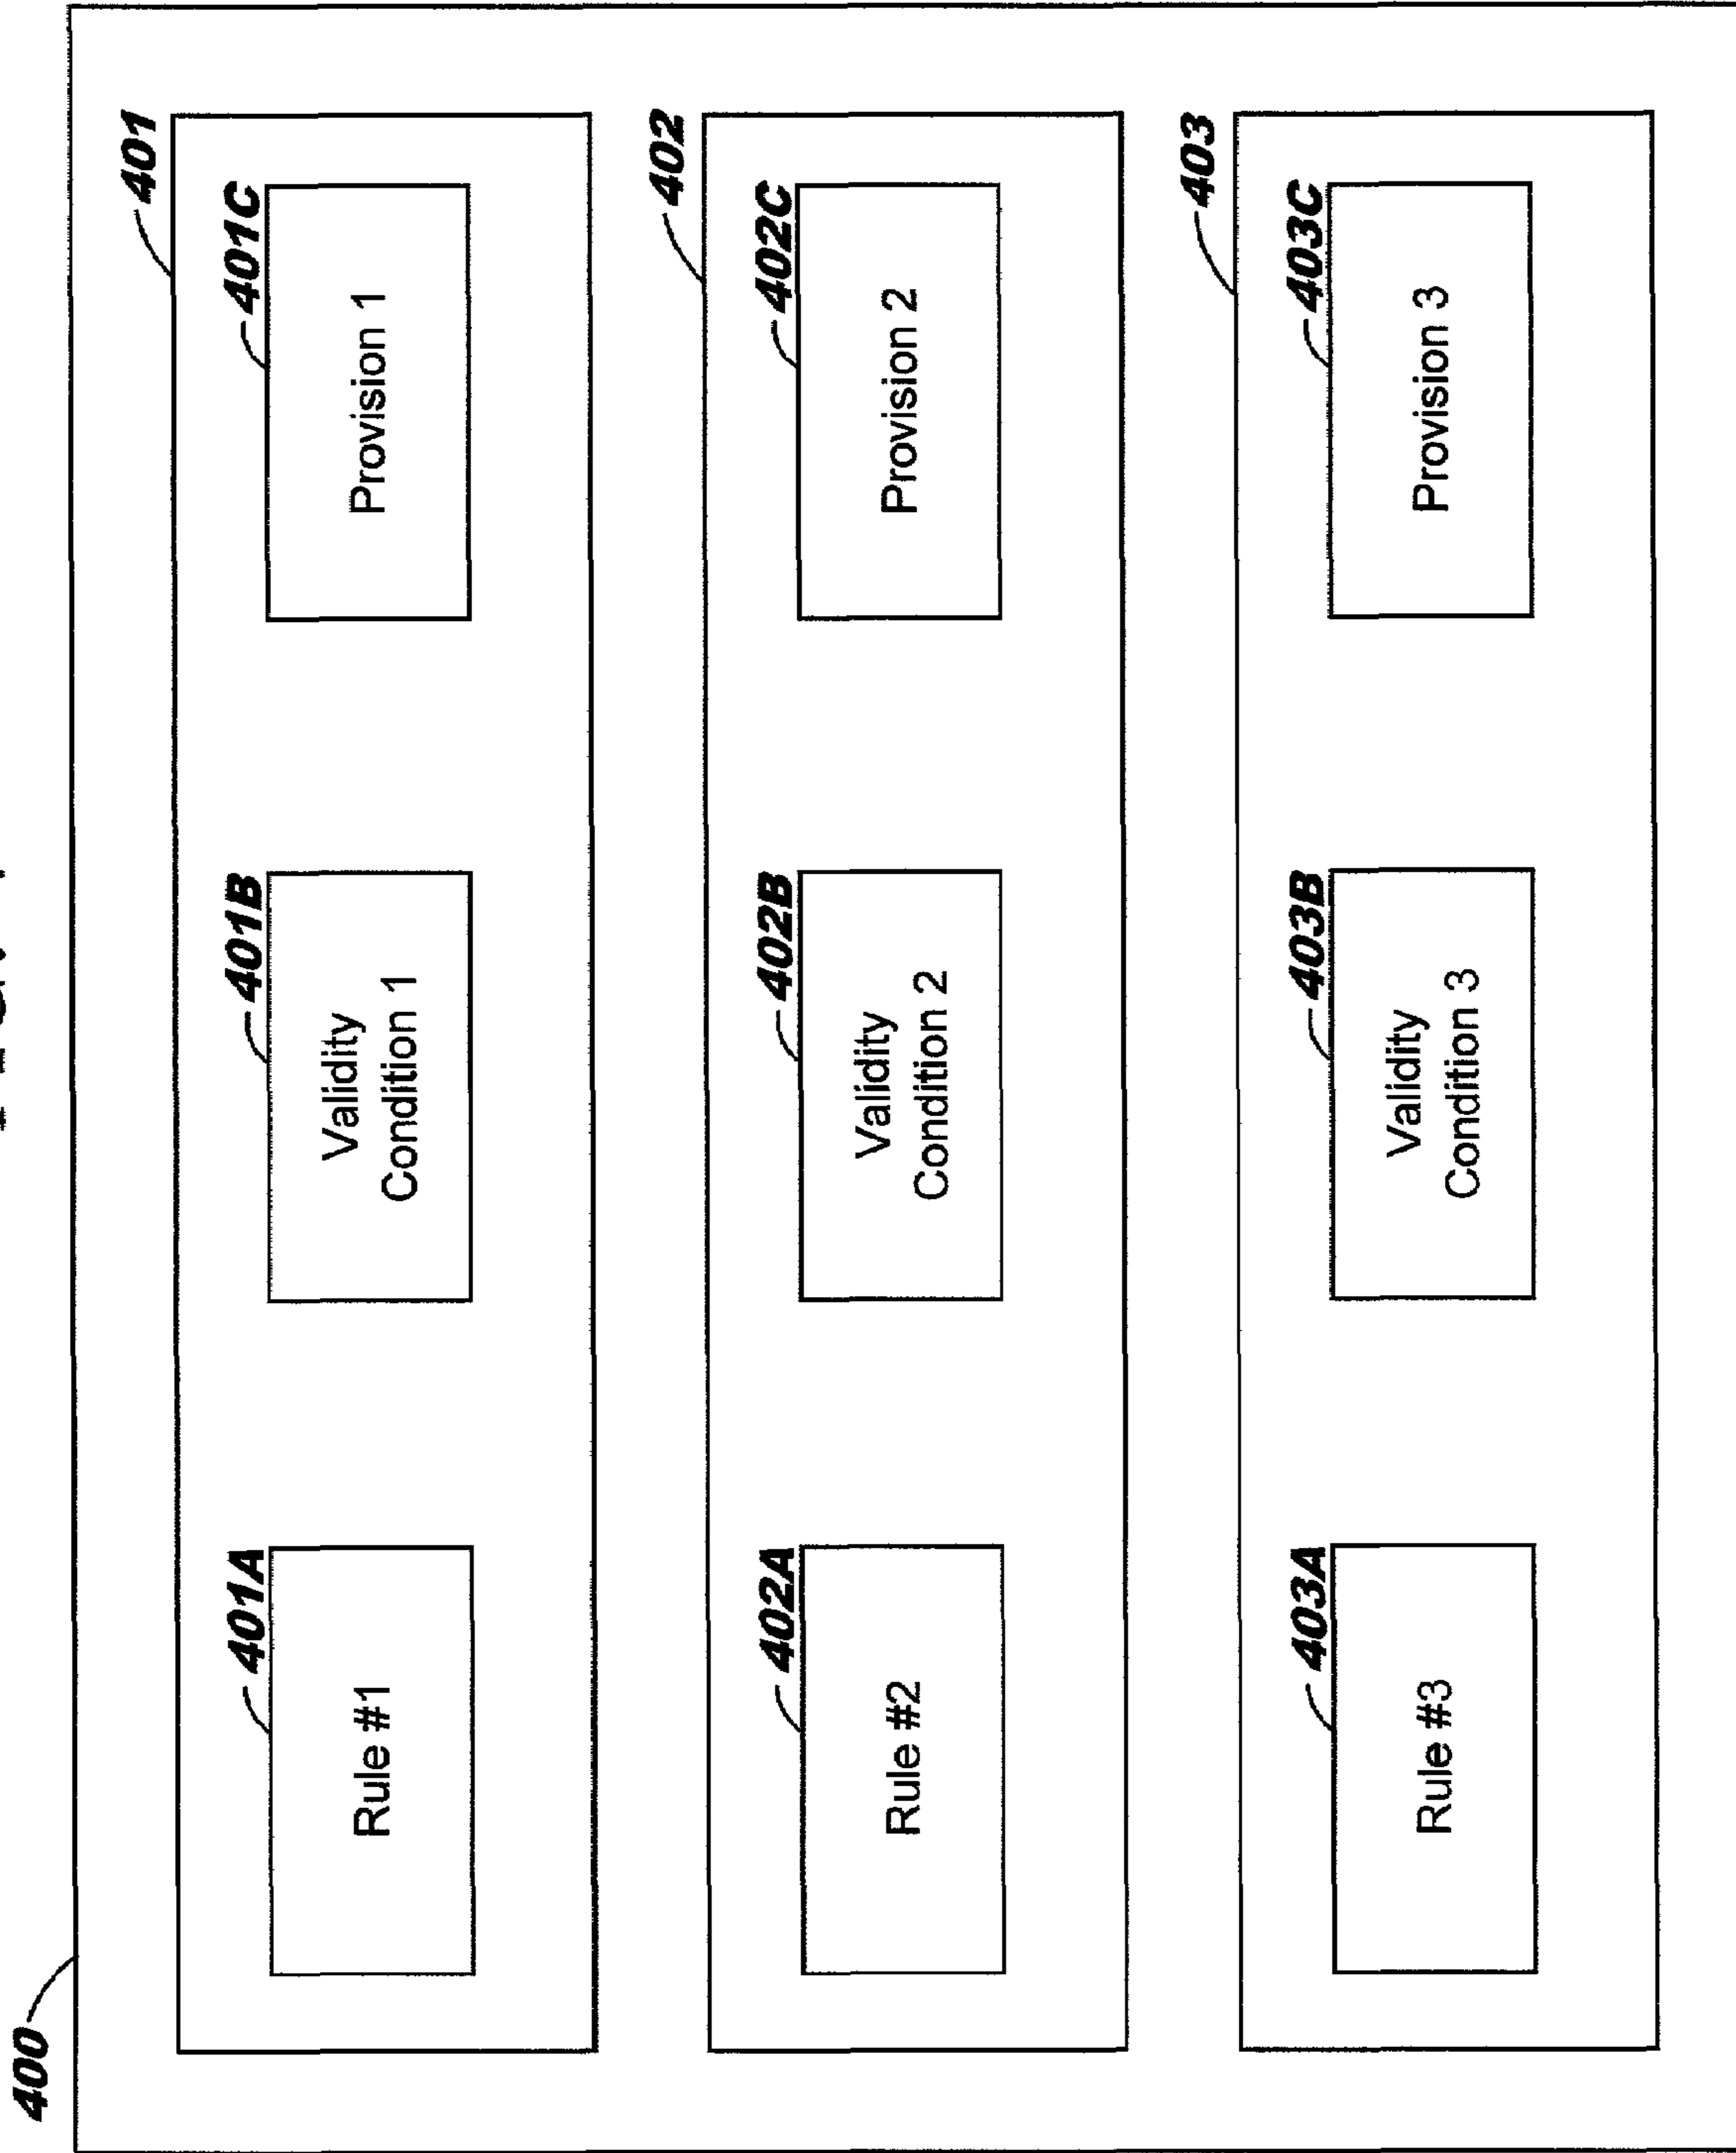 400
401
401A
401B
401C
Rule #1
Validity
Condition 1
Provision 1
402
402A
402B
402C
Rule #2
Validity
Condition 2
Provision 2
403
403A
403B
403C
Rule #3
Validity
Condition 3
Provision 3